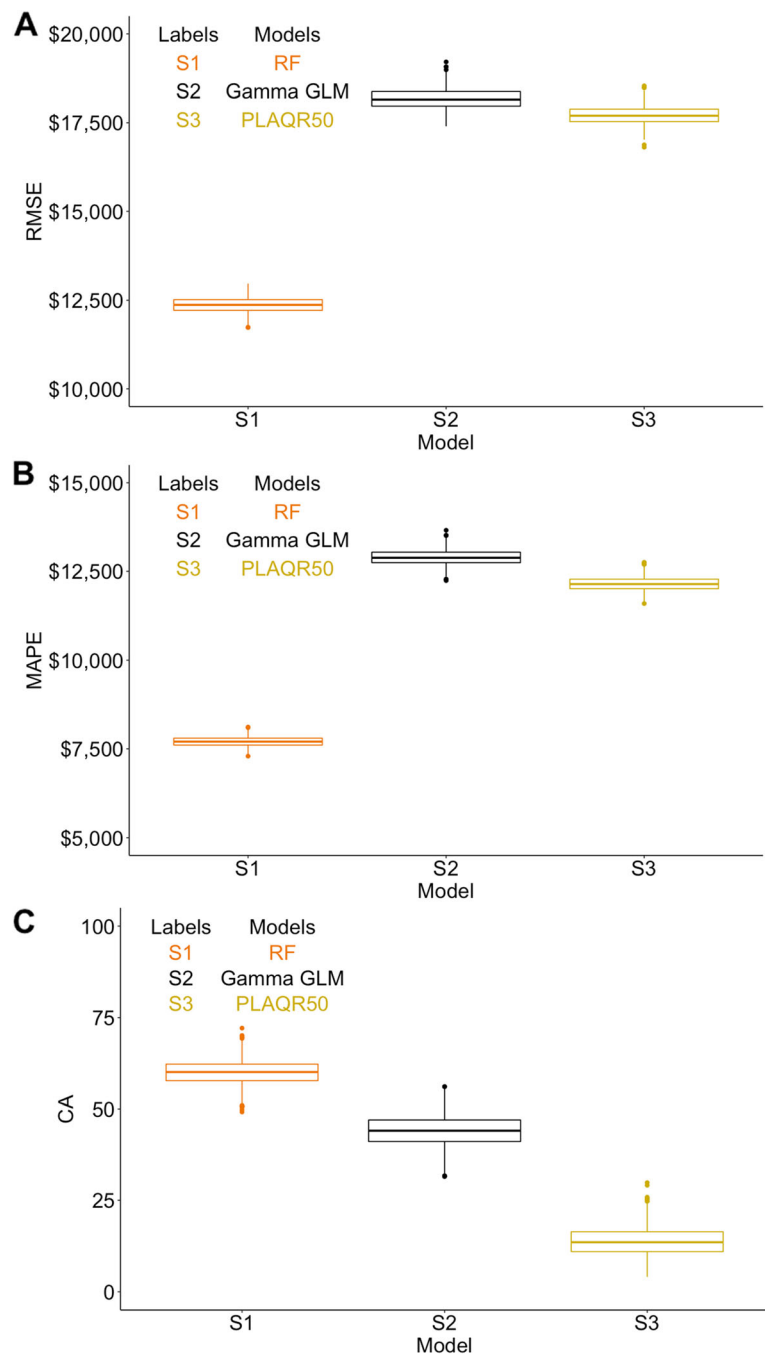 A
$20,000
Labels Models
S1 RF
S2 Gamma GLM
S3 PLAQR50
$17,500
RMSE
$15,000
$12,500
$10,000
S1 S2 S3
Model
B
$15,000
Labels Models
S1 RF
S2 Gamma GLM
S3 PLAQR50
$12,500
MAPE
$10,000
$7,500
$5,000
S1 S2 S3
Model
C
100
Labels Models
S1 RF
S2 Gamma GLM
S3 PLAQR50
75
CA
50
25
0
S1 S2 S3
Model